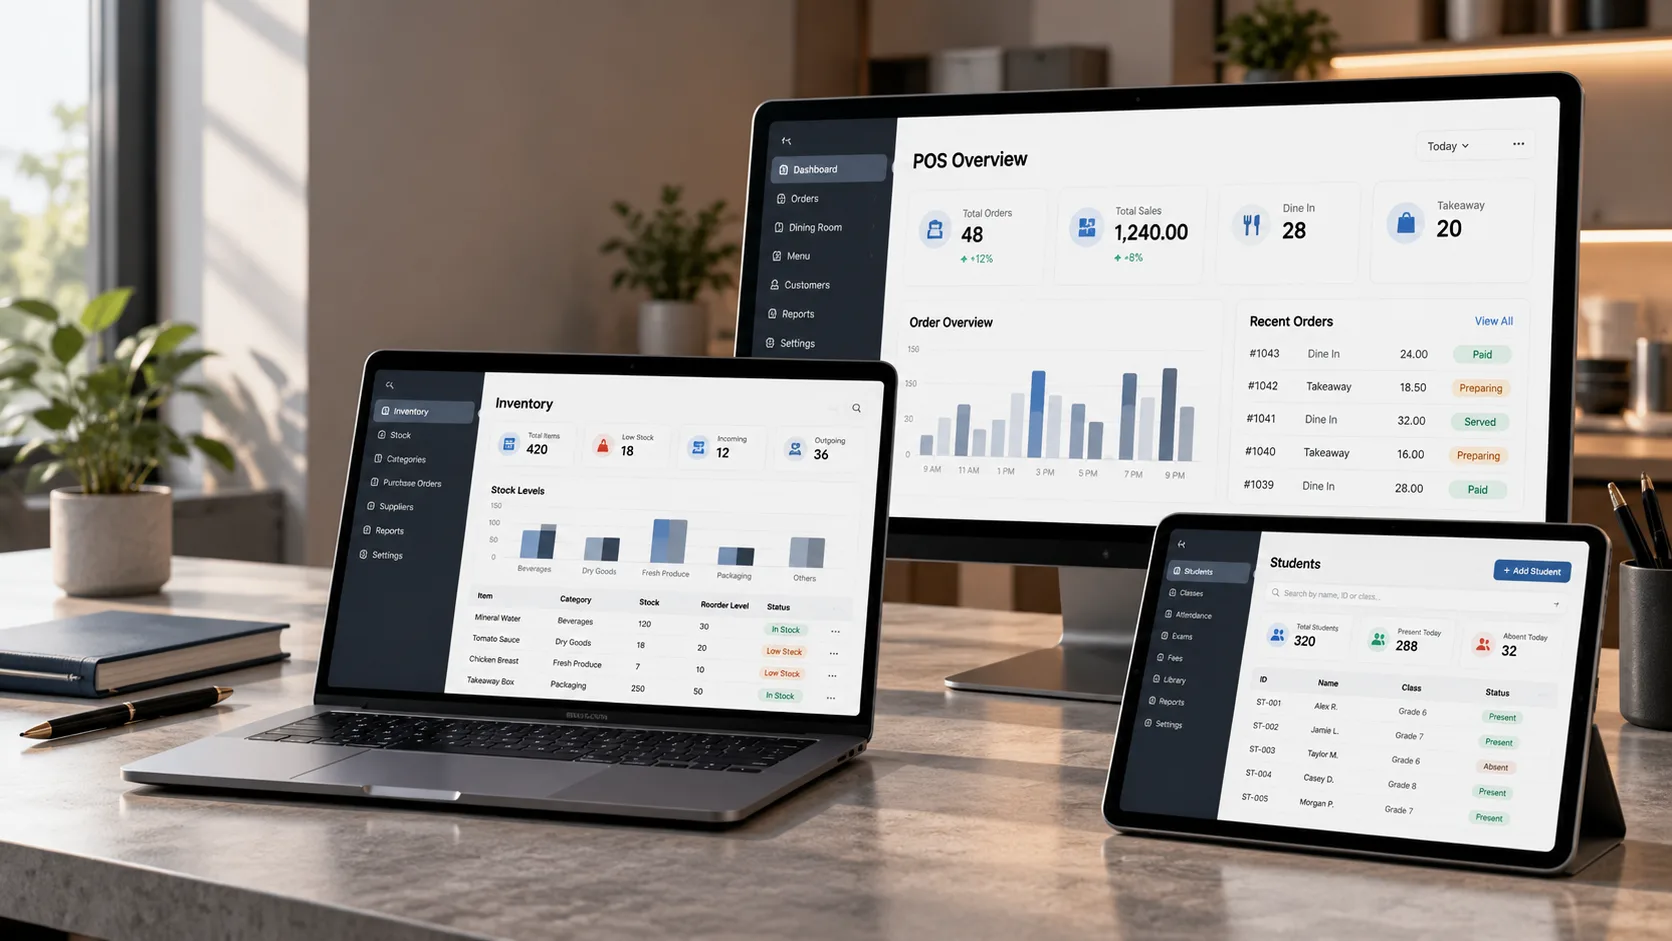 POS Overview
Today
Dashboard
Orders
Dining Room
Menu
Customers
Reports
Settings
Total Orders
48
+12%
Total Sales
1,240.00
+8%
Dine In
28
Takeaway
20
Order Overview
150
150
30
0
9 AM 11 AM 1 PM 3 PM 5 PM 7 PM 9 PM
Recent Orders View All
#1043 Dine In 24.00 Paid
#1042 Takeaway 18.50 Preparing
#1041 Dine In 32.00 Served
#1040 Takeaway 16.00 Preparing
#1039 Dine In 28.00 Paid
Inventory
Inventory
Stock
Categories
Purchase Orders
Suppliers
Reports
Settings
Total Items
420
Low Stock
18
Incoming
12
Outgoing
36
Stock Levels
150
100
50
0
Beverages Dry Goods Fresh Produce Packaging Others
Item Category Stock Reorder Level Status
Mineral Water Beverages 120 30 In Stock
Tomato Sauce Dry Goods 18 20 Low Stock
Chicken Breast Fresh Produce 7 10 Low Stock
Takeaway Box Packaging 250 50 In Stock
Students
+ Add Student
Search by name, ID or class...
Students
Classes
Attendance
Exams
Fees
Library
Reports
Settings
Total Students
320
Present Today
288
Absent Today
32
ID Name Class Status
ST-001 Alex R. Grade 6 Present
ST-002 Jamie L. Grade 7 Present
ST-003 Taylor M. Grade 6 Absent
ST-004 Casey D. Grade 8 Present
ST-005 Morgan P. Grade 7 Present